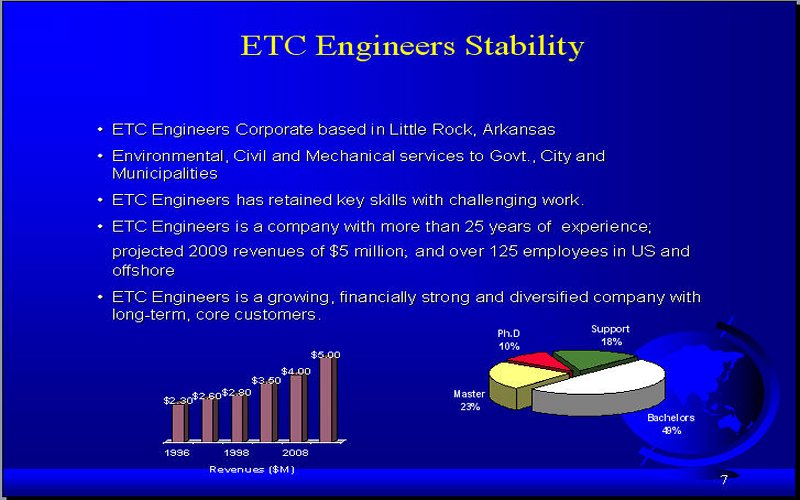 ETC Engineers Stability
• ETC Engineers Corporate based in Little Rock, Arkansas
• Environmental, Civil and Mechanical services to Govt., City and
Municipalities
• ETC Engineers has retained key skills with challenging work.
• ETC Engineers is a company with more than 25 years of experience;
projected 2009 revenues of $5 million; and over 125 employees in US and
offshore
• ETC Engineers is a growing, financially strong and diversified company with
long-term, core customers.
$2.30 $2.60 $2.80 $3.50 $4.00 $5.00
1996 1998 2008
Revenues ($M)
Ph.D
10%
Support
18%
Master
23%
Bachelors
49%
7